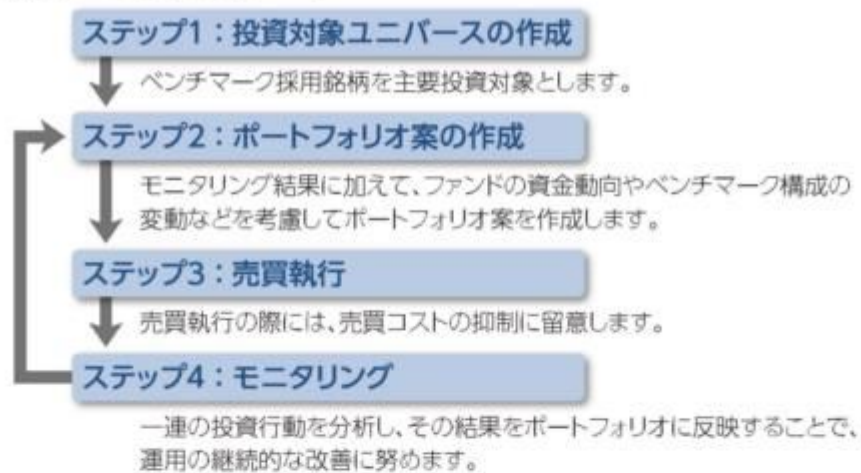 ステップ1：投資対象ユニバースの作成
ベンチマーク採用銘柄を主要投資対象とします。
ステップ2：ポートフォリオ案の作成
モニタリング結果に加えて、ファンドの資金動向やベンチマーク構成の
変動などを考慮してポートフォリオ案を作成します。
ステップ3：売買執行
売買執行の際には、売買コストの抑制に留意します。
ステップ4：モニタリング
一連の投資行動を分析し、その結果をポートフォリオに反映することで、
運用の継続的な改善に努めます。